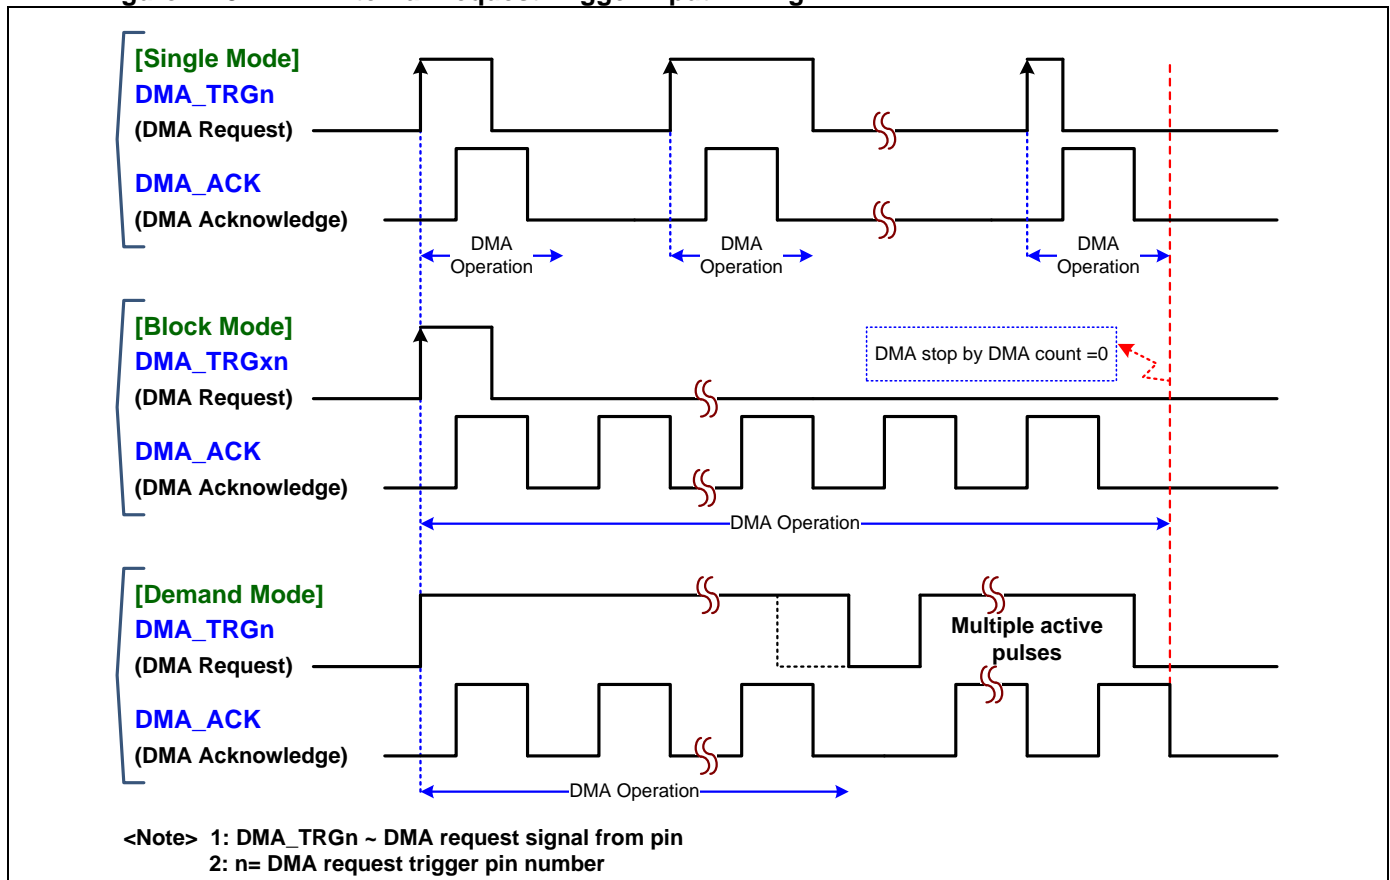 [Single Mode]
DMA_TRGn
(DMA Request)
DMA_ACK
(DMA Acknowledge)
DMA
Operation
DMA
Operation
DMA
Operation
[Block Mode]
DMA_TRGxn
(DMA Request)
DMA stop by DMA count =0
DMA_ACK
(DMA Acknowledge)
DMA Operation
[Demand Mode]
DMA_TRGn
(DMA Request)
Multiple active
pulses
DMA_ACK
(DMA Acknowledge)
DMA Operation
<Note> 1: DMA_TRGn ~ DMA request signal from pin
2: n= DMA request trigger pin number